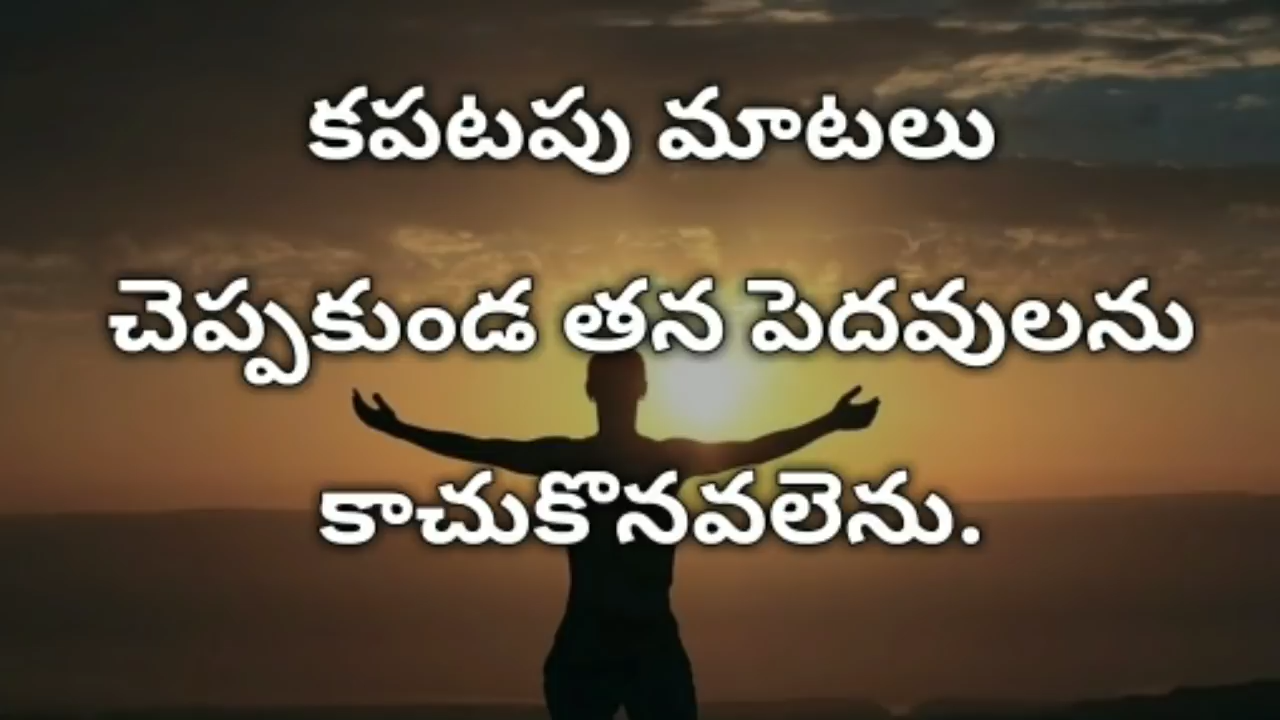 కపటపు మాటలు
చెప్పకుండ తన పెదవులను
కాచుకొనవలెను.